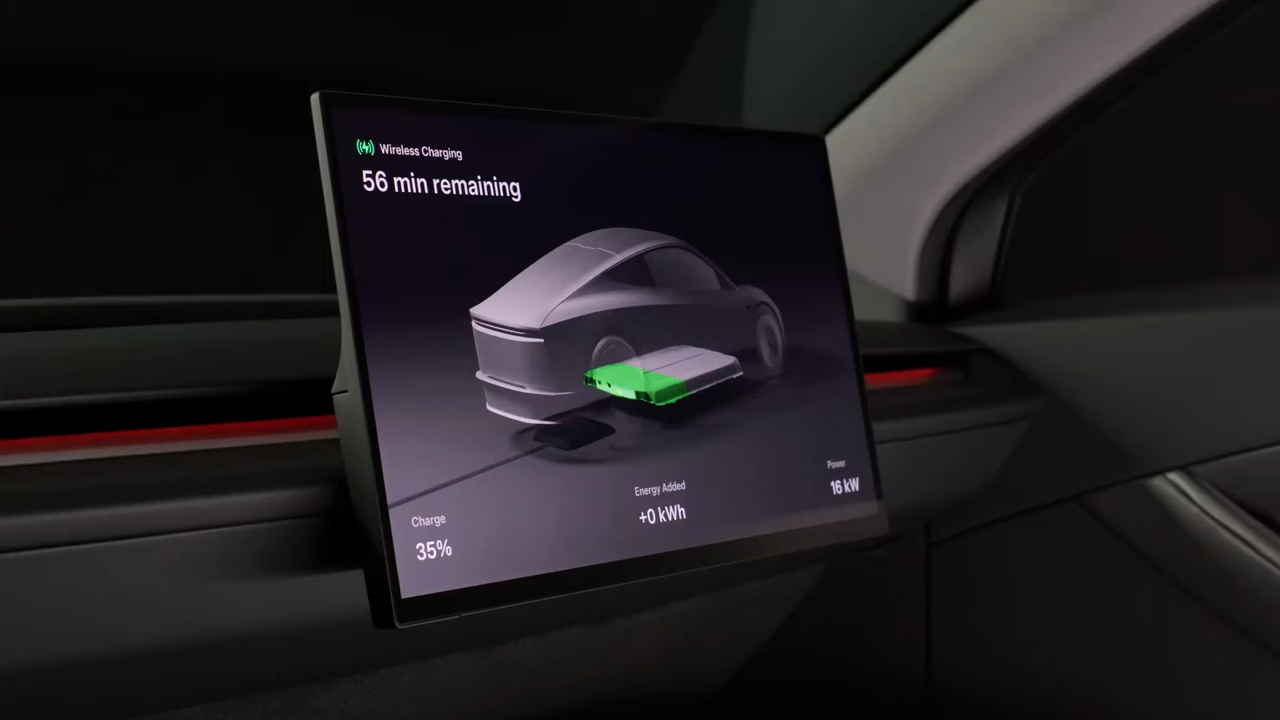 Wireless Charging
56 min remaining
Charge
35%
Energy Added
+0 kWh
Power
16 kW